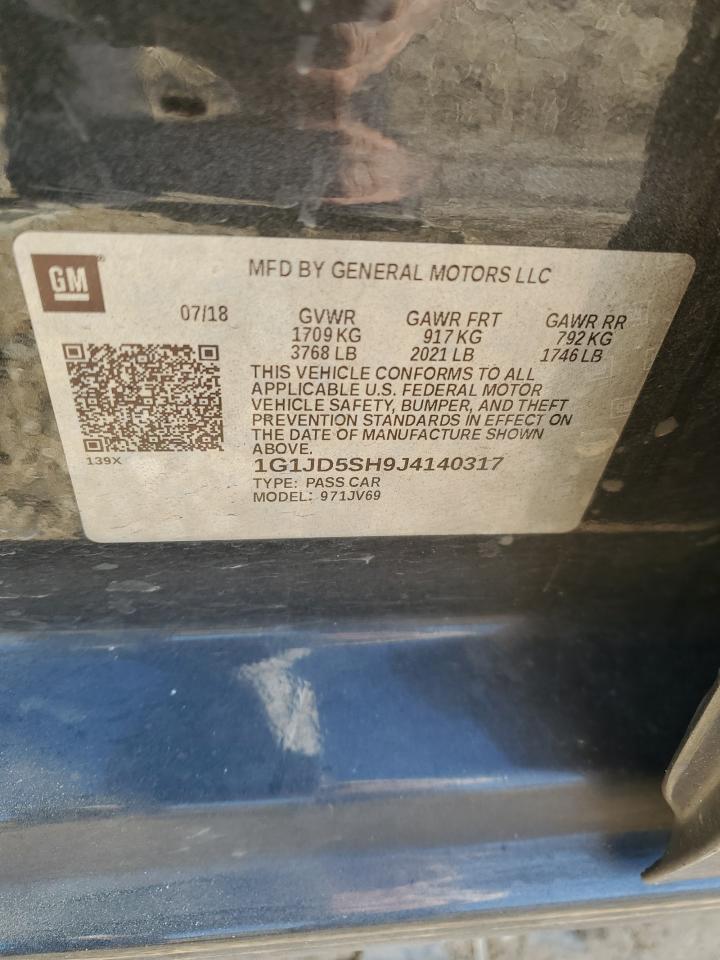 GM
MFD BY GENERAL MOTORS LLC
07/18 GVWR GAWR FRT GAWR RR
1709 KG 917 KG 792 KG
3768 LB 2021 LB 1746 LB
THIS VEHICLE CONFORMS TO ALL
APPLICABLE U.S. FEDERAL MOTOR
VEHICLE SAFETY, BUMPER, AND THEFT
PREVENTION STANDARDS IN EFFECT ON
THE DATE OF MANUFACTURE SHOWN
ABOVE.
139X
1G1JD5SH9J4140317
TYPE: PASS CAR
MODEL: 971JV69